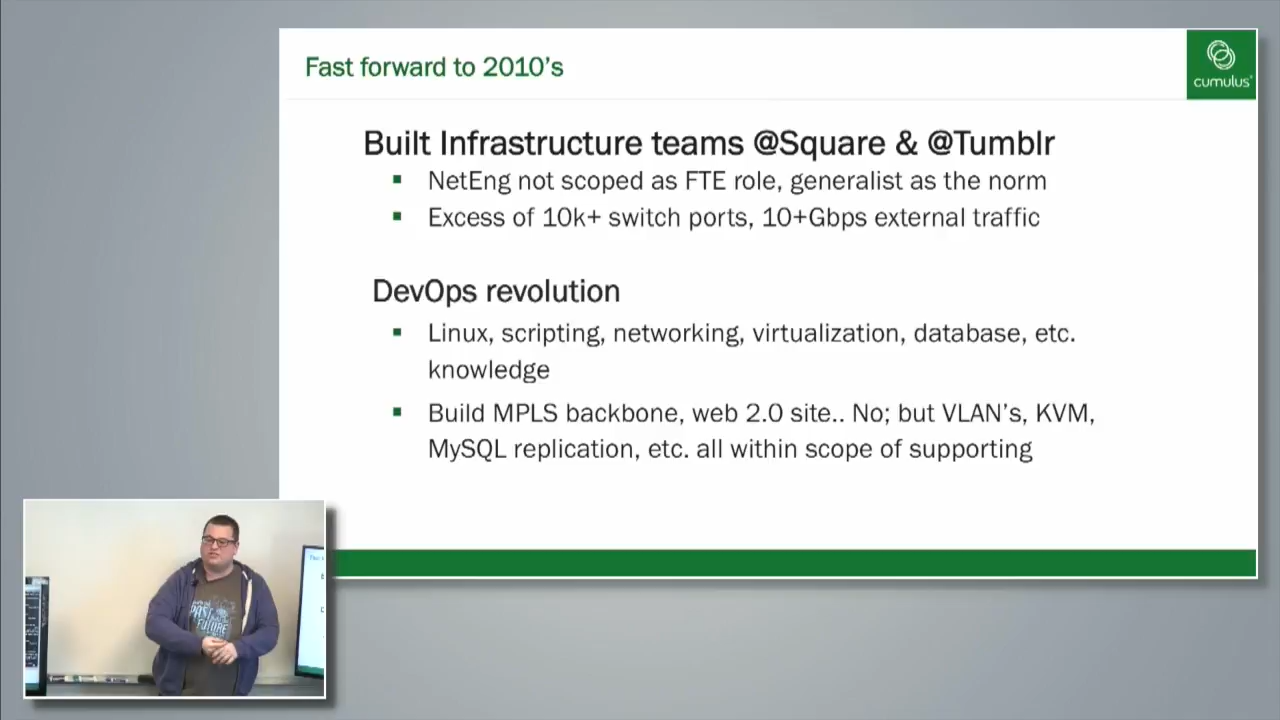 Fast forward to 2010's
cumulus
Built Infrastructure teams @Square & @Tumblr
NetEng not scoped as FTE role, generalist as the norm
Excess of 10k+ switch ports, 10+Gbps external traffic
DevOps revolution
Linux, scripting, networking, virtualization, database, etc.
knowledge
Build MPLS backbone, web 2.0 site.. No; but VLAN's, KVM,
MySQL replication, etc. all within scope of supporting
PAST
FUTURE